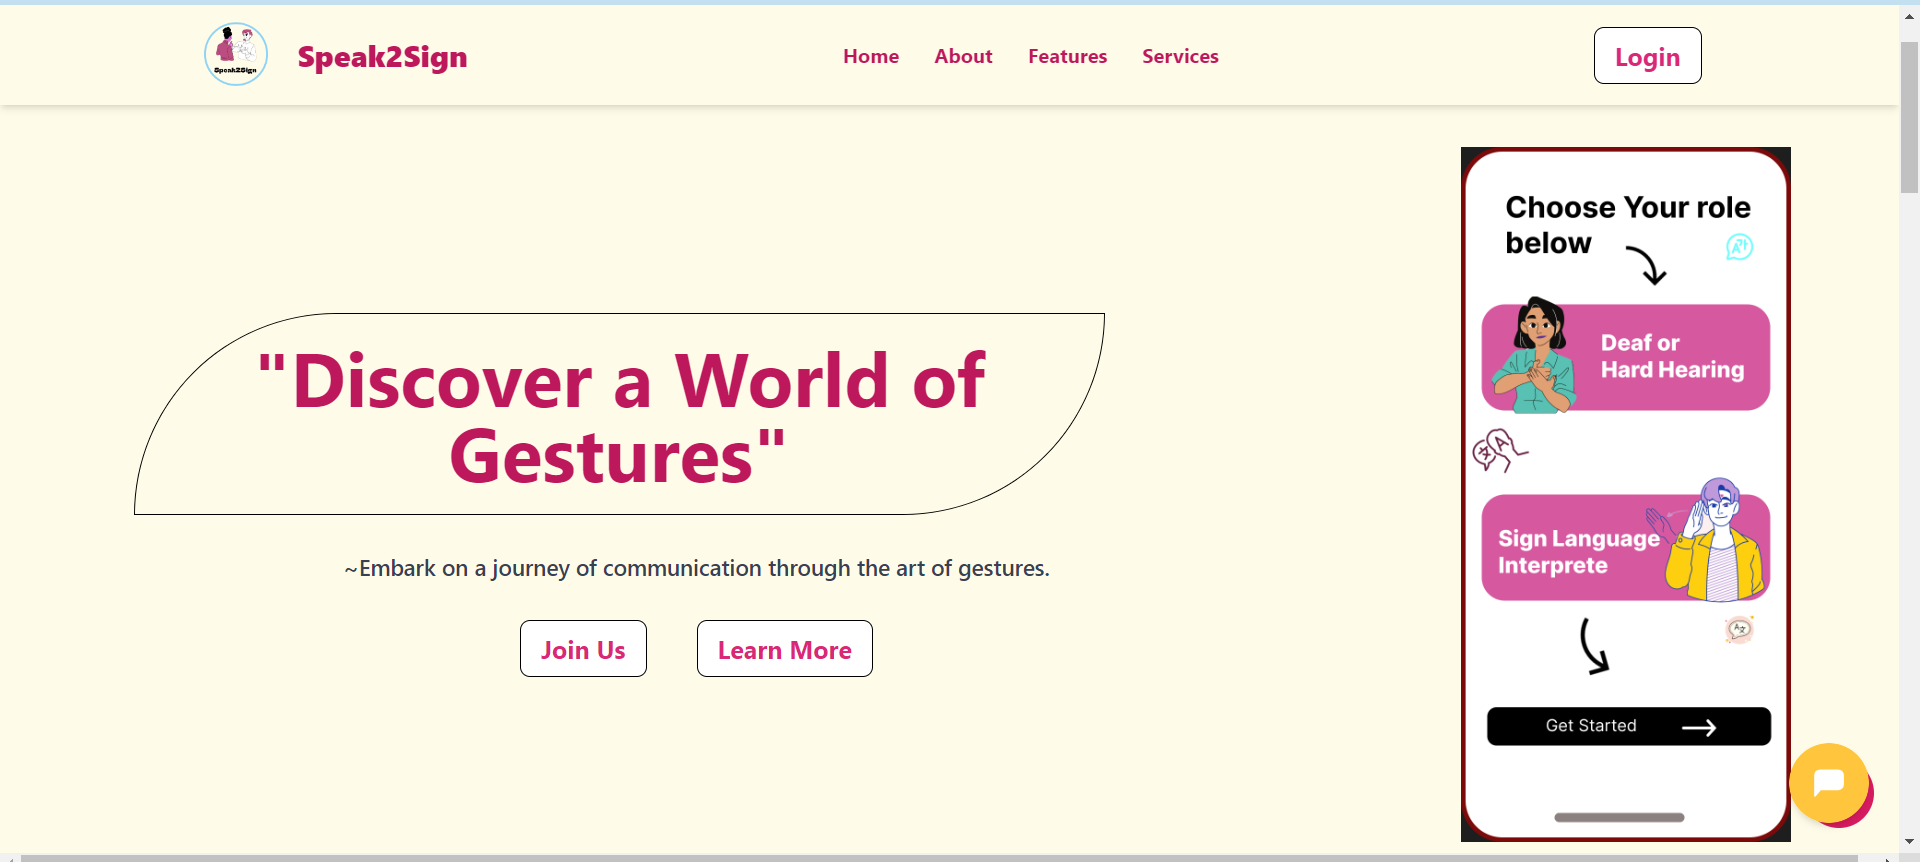 Speak2Sign
Speak2Sign
Home
About
Features
Services
Login
"Discover a World of
Gestures"
~Embark on a journey of communication through the art of gestures.
Join Us
Learn More
Choose Your role
below
Deaf or
Hard Hearing
Sign Language
Interprete
Get Started